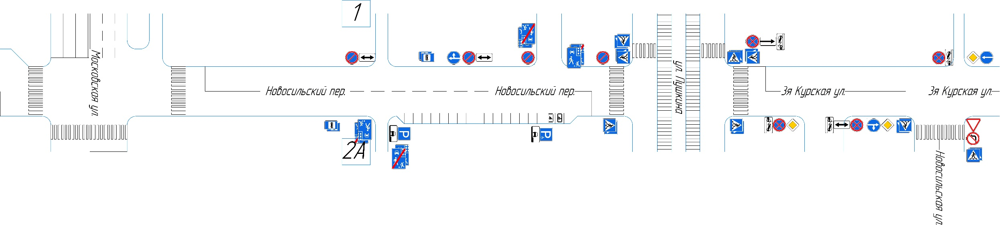 1
Московская ул.
Новосильский пер.
Новосильский пер.
ул. Пушкина
3я Курская ул.
3я Курская ул.
P
P
2А
Новосильская ул.